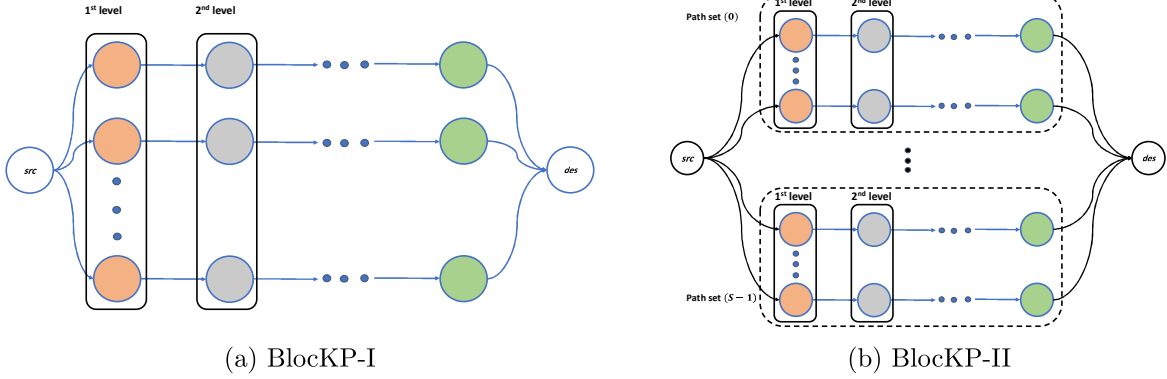 1st level
2nd level
src
des
(a) BlocKP-I
Path set (0)
1st level
2nd level
src
des
1st level
2nd level
Path set (S − 1)
(b) BlocKP-II